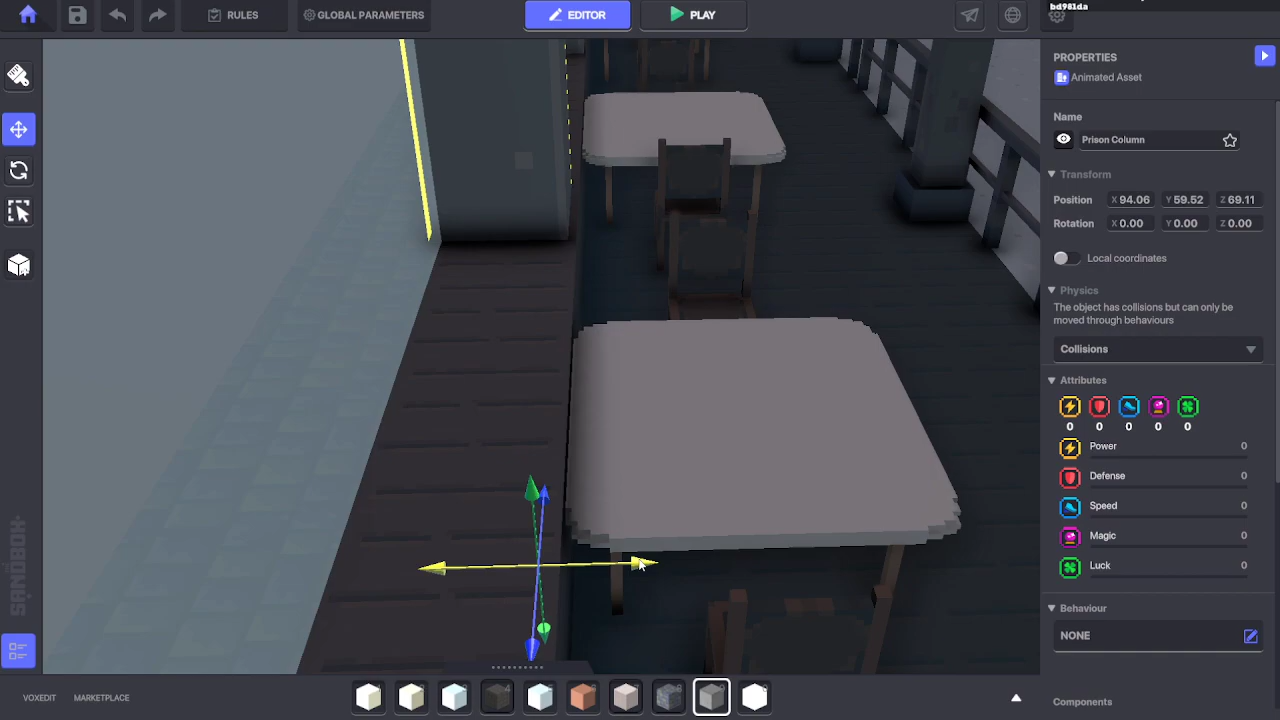 RULES
GLOBAL PARAMETERS
EDITOR
PLAY
bd981da
PROPERTIES
Animated Asset
Name
Prison Column
Transform
Position X 94.06 Y 59.52 Z 69.11
Rotation X 0.00 Y 0.00 Z 0.00
Local coordinates
Physics
The object has collisions but can only be
moved through behaviours
Collisions
Attributes
0 0 0 0 0
Power 0
Defense 0
Speed 0
Magic 0
Luck 0
Behaviour
NONE
Components
SANDBOX
VOXEDIT
MARKETPLACE